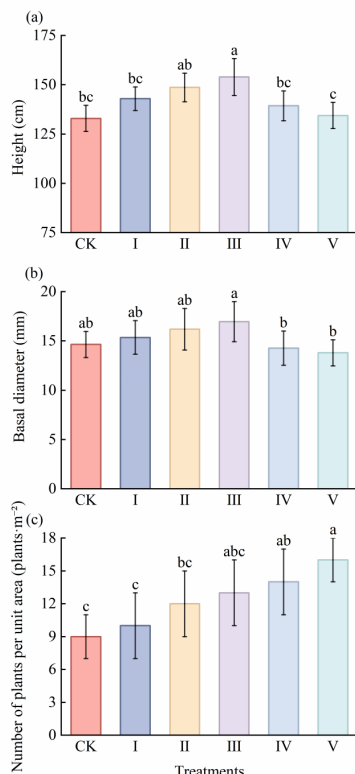 (a)
175
150
125
100
75
Height (cm)
bc
bc
ab
a
bc
c
CK I II III IV V
(b)
20
15
10
5
0
Basal diameter (mm)
ab
ab
ab
a
b
b
CK I II III IV V
(c)
18
15
12
9
6
3
0
Number of plants per unit area (plants·m⁻²)
c
c
bc
abc
ab
a
CK I II III IV V
Treatments